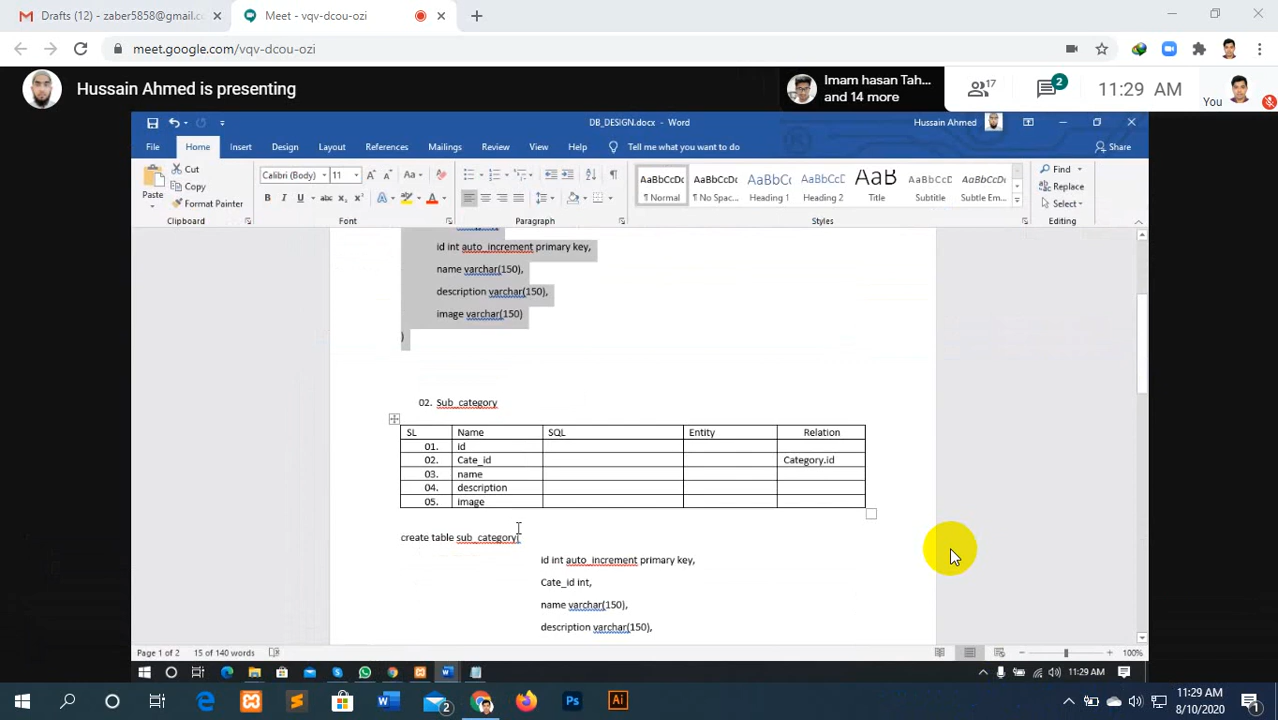 Drafts (12) - zaber5858@gmail.co
Meet - vqv-dcou-ozi
meet.google.com/vqv-dcou-ozi
Hussain Ahmed is presenting
Imam hasan Tah...
and 14 more
17
2
11:29 AM
You
DB_DESIGN.docx - Word
Hussain Ahmed
File Home Insert Design Layout References Mailings Review View Help Tell me what you want to do Share
Paste
Cut
Copy
Format Painter
Clipboard
Calibri (Body) 11
Font
Paragraph
AaBbCcDc AaBbCcDc AaBbCc AaBbCcC AaB AaBbCcC AaBbCcDc
¶ Normal ¶ No Spac... Heading 1 Heading 2 Title Subtitle Subtle Em...
Styles
Find
Replace
Select
Editing
id int auto_increment primary key,
name varchar(150),
description varchar(150),
image varchar(150)
)
02. Sub_category
SL Name SQL Entity Relation
01. id
02. Cate_id Category.id
03. name
04. description
05. image
create table sub_category(
id int auto_increment primary key,
Cate_id int,
name varchar(150),
description varchar(150),
Page 1 of 2 15 of 140 words 100%
11:29 AM
11:29 AM
8/10/2020